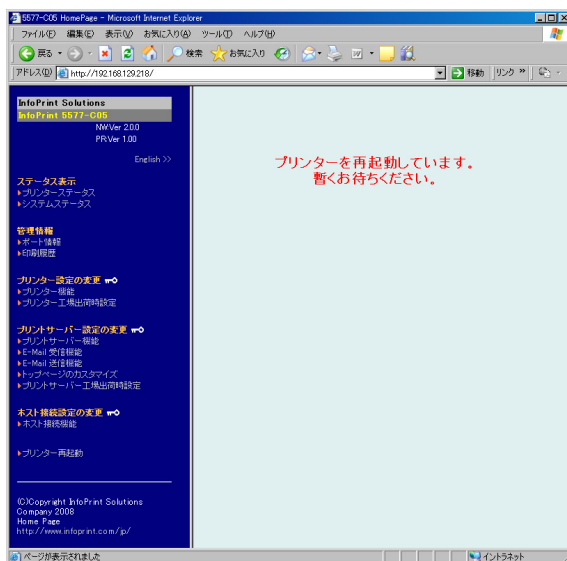 5577-C05 HomePage - Microsoft Internet Explorer
ファイル(F) 編集(E) 表示(V) お気に入り(A) ツール(T) ヘルプ(H)
戻る 検索 お気に入り
アドレス(D) http://192.168.129.218/ 移動 リンク »
InfoPrint Solutions
InfoPrint 5577-C05
NW.Ver 2.0.0
PR.Ver 1.00
English >>
プリンターを再起動しています。
暫くお待ちください。
ステータス表示
プリンターステータス
システムステータス
管理情報
ポート情報
印刷履歴
プリンター設定の変更
プリンター機能
プリンター工場出荷時設定
プリントサーバー設定の変更
プリントサーバー機能
E-Mail 受信機能
E-Mail 送信機能
トップページのカスタマイズ
プリントサーバー工場出荷時設定
ホスト接続設定の変更
ホスト接続機能
プリンター再起動
(C)Copyright InfoPrint Solutions
Company 2008
Home Page
http://www.infoprint.com/jp/
ページが表示されました イントラネット